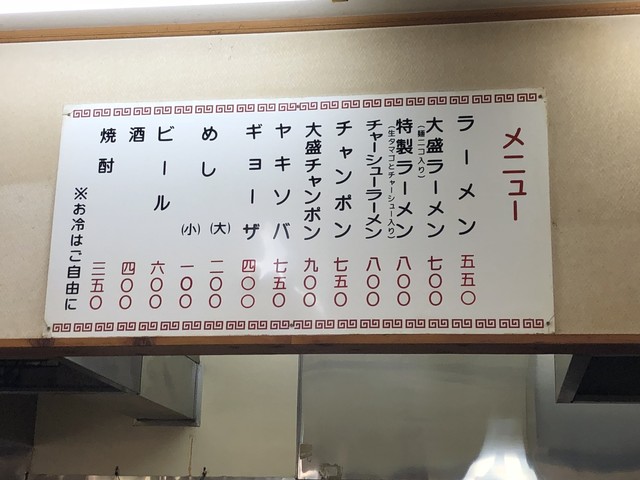 メニュー
ラーメン 五五〇
大盛ラーメン 七〇〇
(麺二コ入り)
特製ラーメン 八〇〇
(生タマゴとチャーシュー入り)
チャーシューラーメン 八〇〇
チャンポン 七五〇
大盛チャンポン 九〇〇
ヤキソバ 七五〇
ギョーザ 四〇〇
めし (大) 二〇〇
(小) 一〇〇
ビール 六〇〇
酒 四〇〇
焼酎 三五〇
※お冷はご自由に